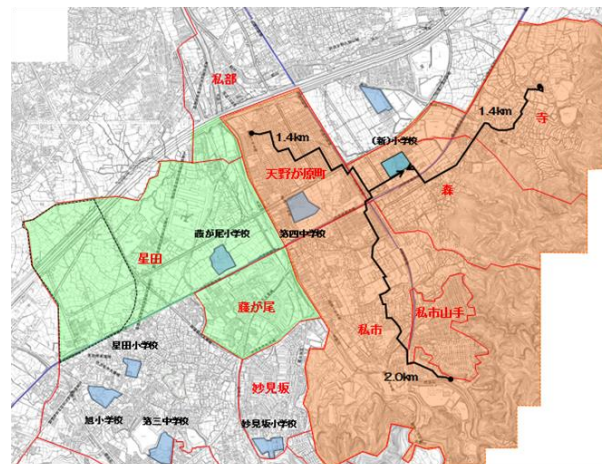 私部
1.4km
1.4km
(新)小学校
寺
天野が原町
森
藤が尾小学校
第四中学校
星田
藤が尾
私市
私市山手
星田小学校
2.0km
妙見坂
旭小学校
第三中学校
妙見坂小学校